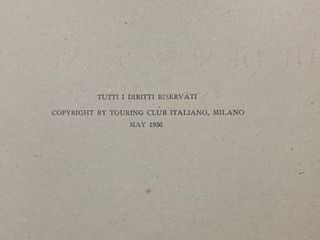 TUTTI I DIRITTI RISERVATI
COPYRIGHT BY TOURING CLUB ITALIANO, MILANO
MAY 1936